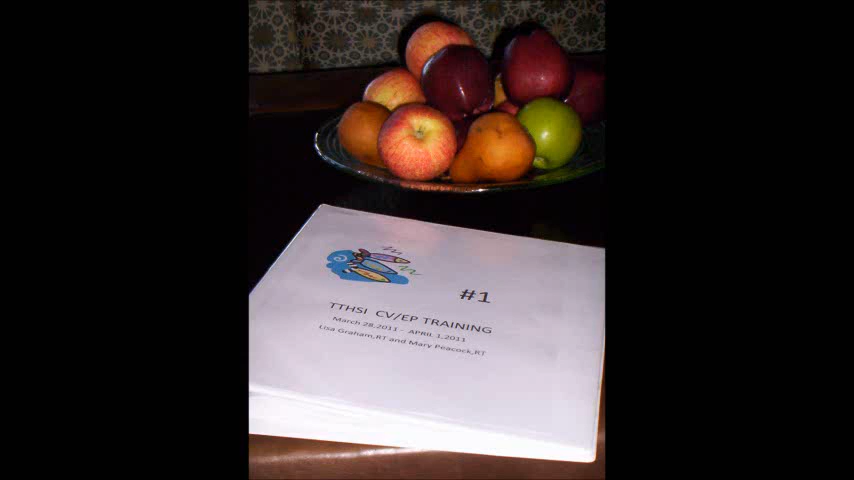 #1
TTHSI CV/EP TRAINING
March 28,2011 - APRIL 1,2011
Lisa Graham,RT and Mary Peacock,RT